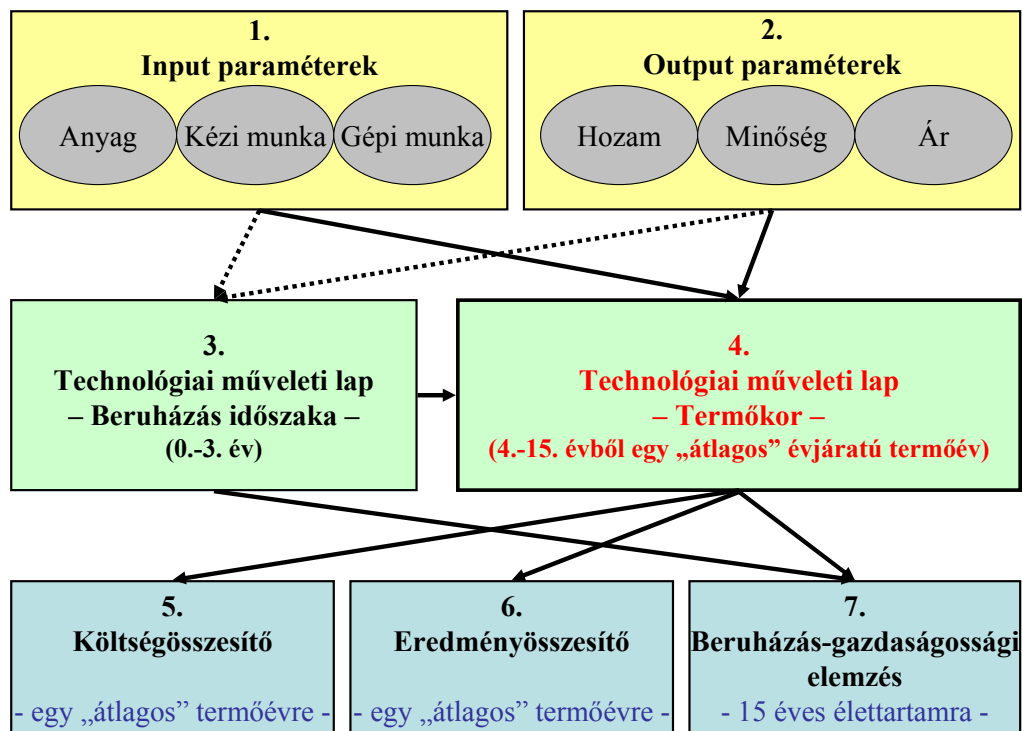 1.
Input paraméterek
Anyag
Kézi munka
Gépi munka
2.
Output paraméterek
Hozam
Minőség
Ár
3.
Technológiai műveleti lap
– Beruházás időszaka –
(0.-3. év)
4.
Technológiai műveleti lap
– Termőkor –
(4.-15. évből egy „átlagos” évjáratú termőév)
5.
Költségösszesítő
- egy „átlagos” termőévre -
6.
Eredményösszesítő
- egy „átlagos” termőévre -
7.
Beruházás-gazdaságossági
elemzés
- 15 éves élettartamra -